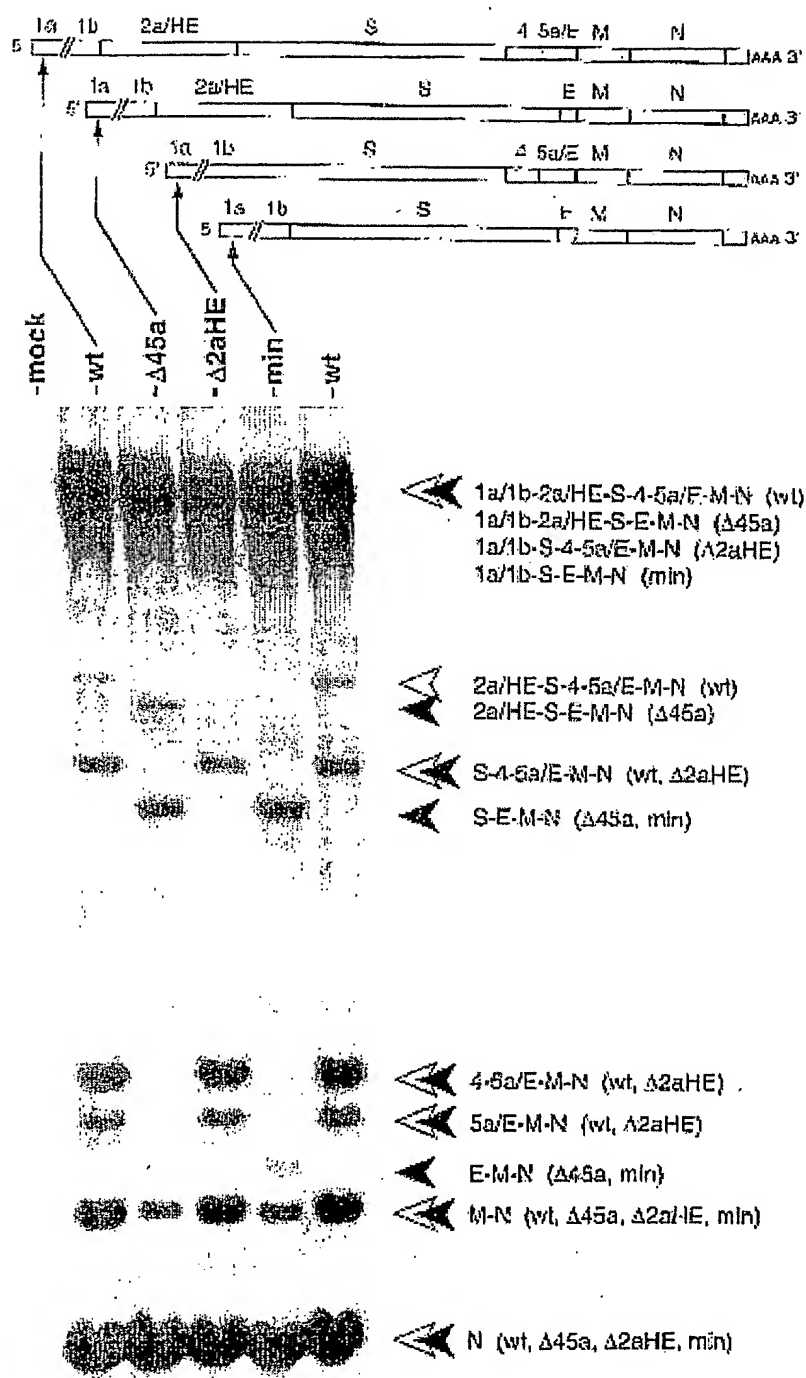 1a 1b 2a/HE S 4 5a/E M N
5 AAA 3'
1a 1b 2a/HE S E M N
5' AAA 3'
1a 1b S 4 5a/E M N
5' AAA 3'
1a 1b S E M N
5 AAA 3'
-mock
-wt
-Δ45a
-Δ2aHE
-min
-wt
1a/1b-2a/HE-S-4-5a/E-M-N (wt)
1a/1b-2a/HE-S-E-M-N (Δ45a)
1a/1b-S-4-5a/E-M-N (Δ2aHE)
1a/1b-S-E-M-N (min)
2a/HE-S-4-5a/E-M-N (wt)
2a/HE-S-E-M-N (Δ45a)
S-4-5a/E-M-N (wt, Δ2aHE)
S-E-M-N (Δ45a, min)
4-5a/E-M-N (wt, Δ2aHE)
5a/E-M-N (wt, Δ2aHE)
E-M-N (Δ45a, min)
M-N (wt, Δ45a, Δ2a/HE, min)
N (wt, Δ45a, Δ2aHE, min)